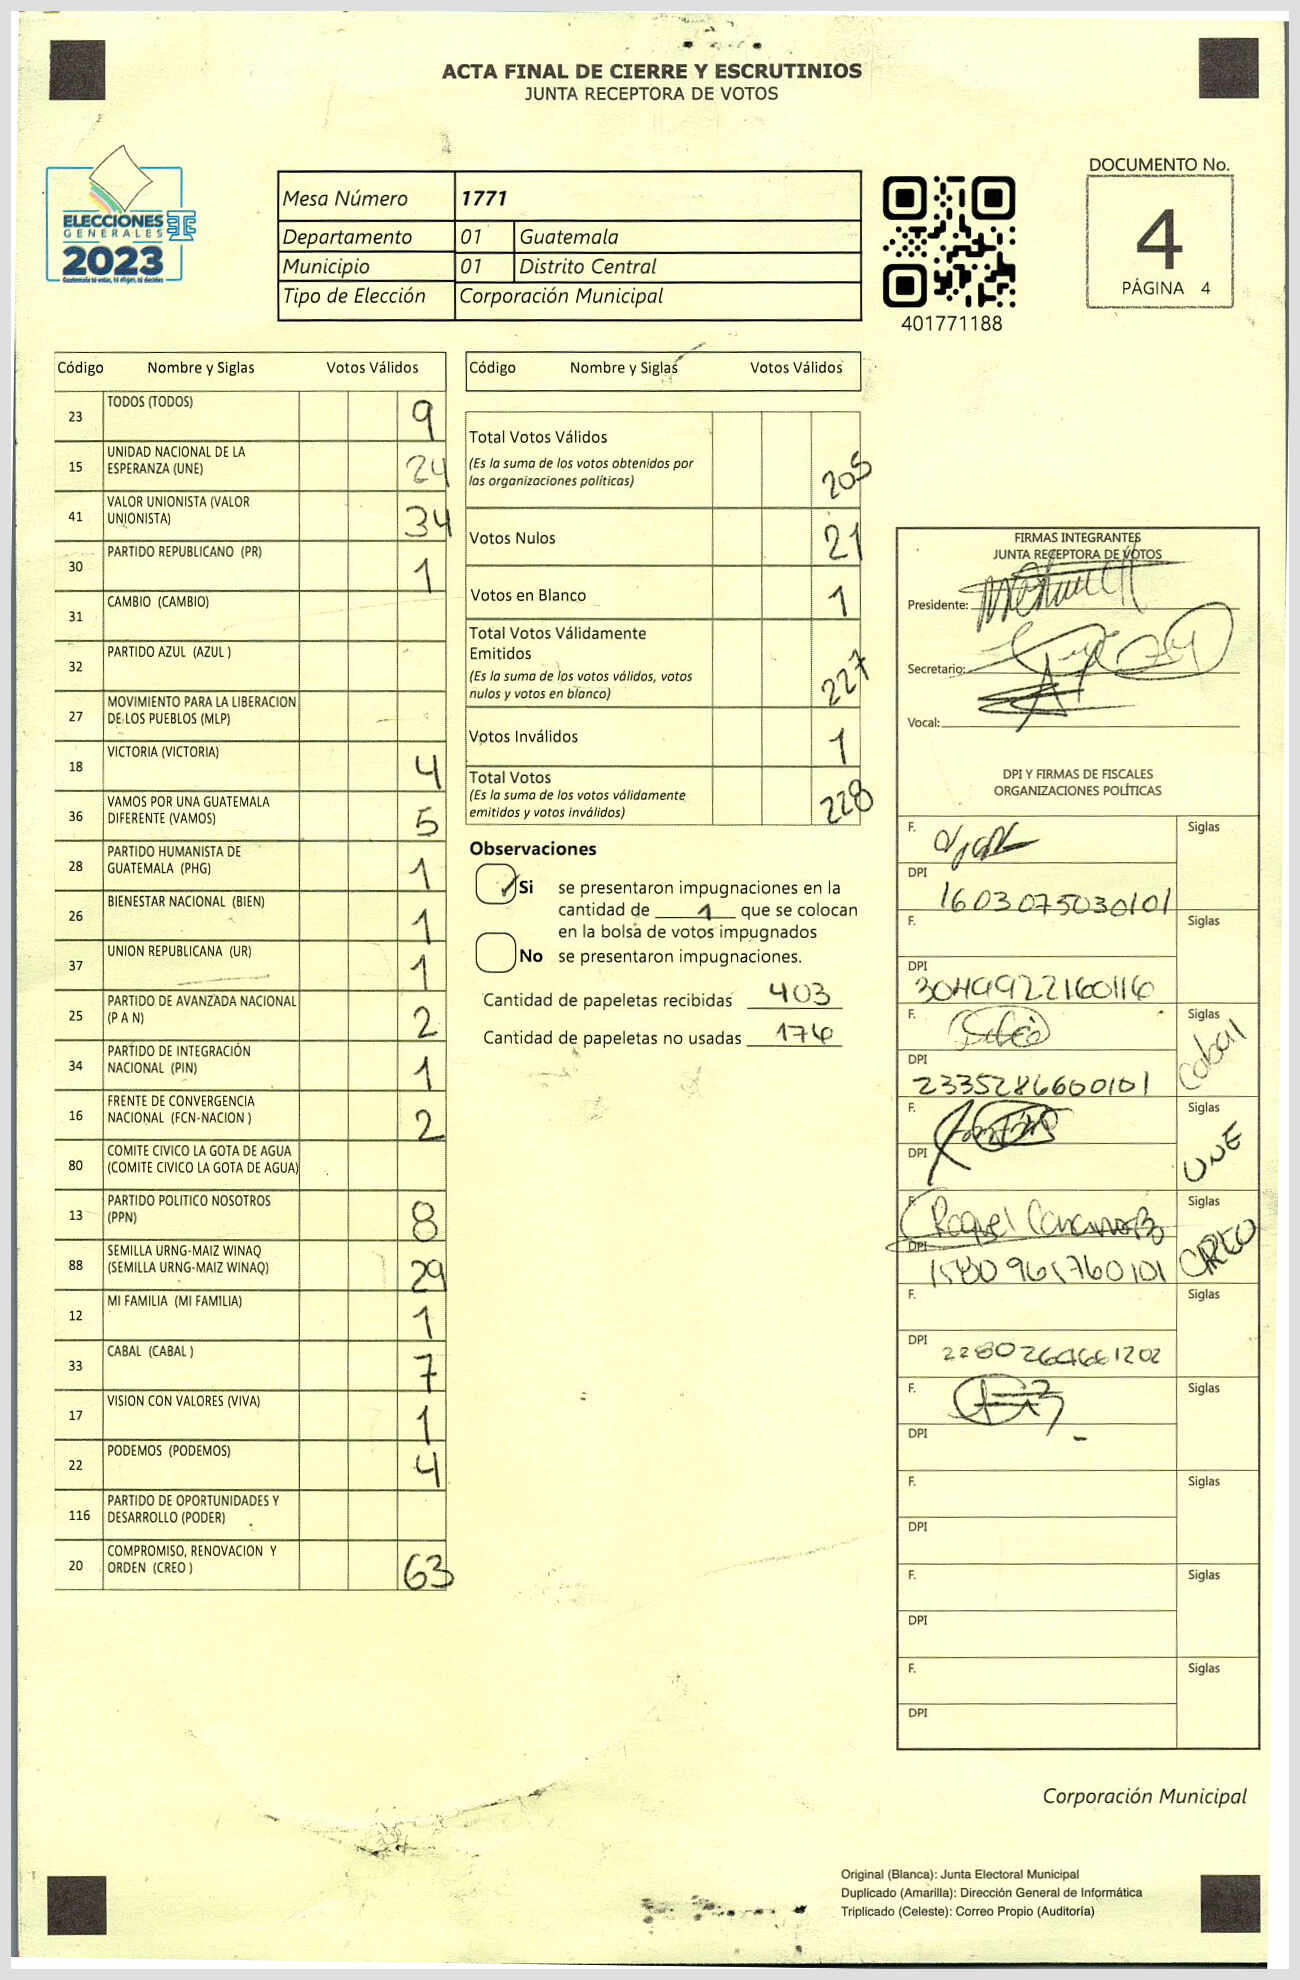 ACTA FINAL DE CIERRE Y ESCRUTINIOS
JUNTA RECEPTORA DE VOTOS
ELECCIONES
GENERALES
2023
Guatemala tú votas, tú eliges, tú decides
Mesa Número 1771
Departamento 01 Guatemala
Municipio 01 Distrito Central
Tipo de Elección Corporación Municipal
401771188
DOCUMENTO No.
4
PÁGINA 4
Código Nombre y Siglas Votos Válidos
23 TODOS (TODOS) 9
15 UNIDAD NACIONAL DE LA
ESPERANZA (UNE) 24
41 VALOR UNIONISTA (VALOR
UNIONISTA) 34
30 PARTIDO REPUBLICANO (PR) 1
31 CAMBIO (CAMBIO)
32 PARTIDO AZUL (AZUL )
27 MOVIMIENTO PARA LA LIBERACION
DE LOS PUEBLOS (MLP)
18 VICTORIA (VICTORIA) 4
36 VAMOS POR UNA GUATEMALA
DIFERENTE (VAMOS) 5
28 PARTIDO HUMANISTA DE
GUATEMALA (PHG) 1
26 BIENESTAR NACIONAL (BIEN) 1
37 UNION REPUBLICANA (UR) 1
25 PARTIDO DE AVANZADA NACIONAL
(P A N) 2
34 PARTIDO DE INTEGRACIÓN
NACIONAL (PIN) 1
16 FRENTE DE CONVERGENCIA
NACIONAL (FCN-NACION ) 2
80 COMITE CIVICO LA GOTA DE AGUA
(COMITE CIVICO LA GOTA DE AGUA)
13 PARTIDO POLITICO NOSOTROS
(PPN) 8
88 SEMILLA URNG-MAIZ WINAQ
(SEMILLA URNG-MAIZ WINAQ) 29
12 MI FAMILIA (MI FAMILIA) 1
33 CABAL (CABAL ) 7
17 VISION CON VALORES (VIVA) 1
22 PODEMOS (PODEMOS) 4
116 PARTIDO DE OPORTUNIDADES Y
DESARROLLO (PODER)
20 COMPROMISO, RENOVACION Y
ORDEN (CREO ) 63
Código Nombre y Siglas Votos Válidos
Total Votos Válidos
(Es la suma de los votos obtenidos por
las organizaciones políticas) 205
Votos Nulos 21
Votos en Blanco 1
Total Votos Válidamente
Emitidos
(Es la suma de los votos válidos, votos
nulos y votos en blanco) 227
Votos Inválidos 1
Total Votos
(Es la suma de los votos válidamente
emitidos y votos inválidos) 228
Observaciones
Si se presentaron impugnaciones en la
cantidad de 1 que se colocan
en la bolsa de votos impugnados
No se presentaron impugnaciones.
Cantidad de papeletas recibidas 403
Cantidad de papeletas no usadas 174
FIRMAS INTEGRANTES
JUNTA RECEPTORA DE VOTOS
Presidente:
Secretario:
Vocal:
DPI Y FIRMAS DE FISCALES
ORGANIZACIONES POLÍTICAS
F. Siglas
DPI 1603075030101
F. Siglas
DPI 3049922160116
F. Siglas
Cabal
DPI 2335286600101
F. Siglas
DPI UNE
F. Raquel Siglas
DPI CREO
F. Siglas
DPI 2280264661202
F. Siglas
DPI
F. Siglas
DPI
F. Siglas
DPI
F. Siglas
DPI
Corporación Municipal
Original (Blanca): Junta Electoral Municipal
Duplicado (Amarilla): Dirección General de Informática
Triplicado (Celeste): Correo Propio (Auditoría)